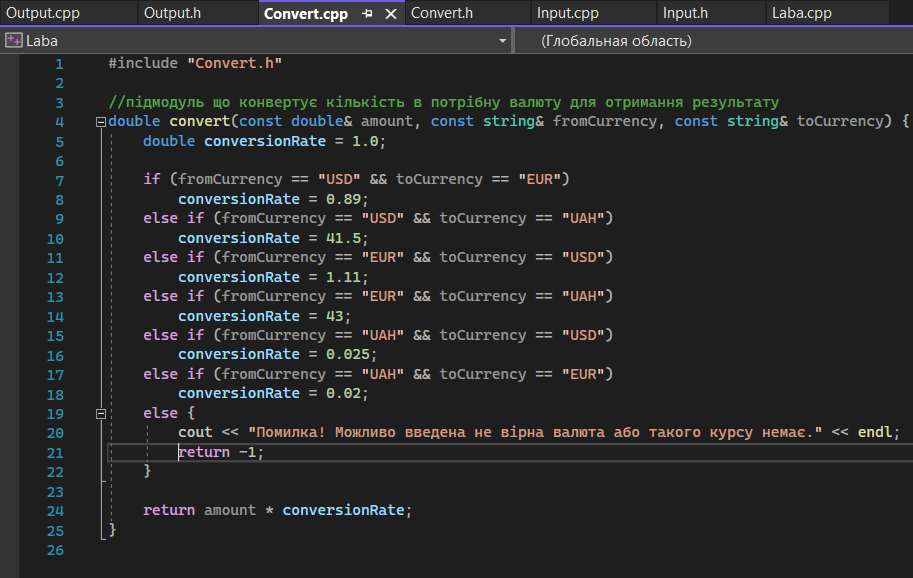 Output.cpp Output.h Convert.cpp Convert.h Input.cpp Input.h Laba.cpp
Laba (Глобальная область)
1 #include "Convert.h"
2
3 //підмодуль що конвертує кількість в потрібну валюту для отримання результату
4 double convert(const double& amount, const string& fromCurrency, const string& toCurrency) {
5 double conversionRate = 1.0;
6
7 if (fromCurrency == "USD" && toCurrency == "EUR")
8 conversionRate = 0.89;
9 else if (fromCurrency == "USD" && toCurrency == "UAH")
10 conversionRate = 41.5;
11 else if (fromCurrency == "EUR" && toCurrency == "USD")
12 conversionRate = 1.11;
13 else if (fromCurrency == "EUR" && toCurrency == "UAH")
14 conversionRate = 43;
15 else if (fromCurrency == "UAH" && toCurrency == "USD")
16 conversionRate = 0.025;
17 else if (fromCurrency == "UAH" && toCurrency == "EUR")
18 conversionRate = 0.02;
19 else {
20 cout << "Помилка! Можливо введена не вірна валюта або такого курсу немає." << endl;
21 return -1;
22 }
23
24 return amount * conversionRate;
25 }
26